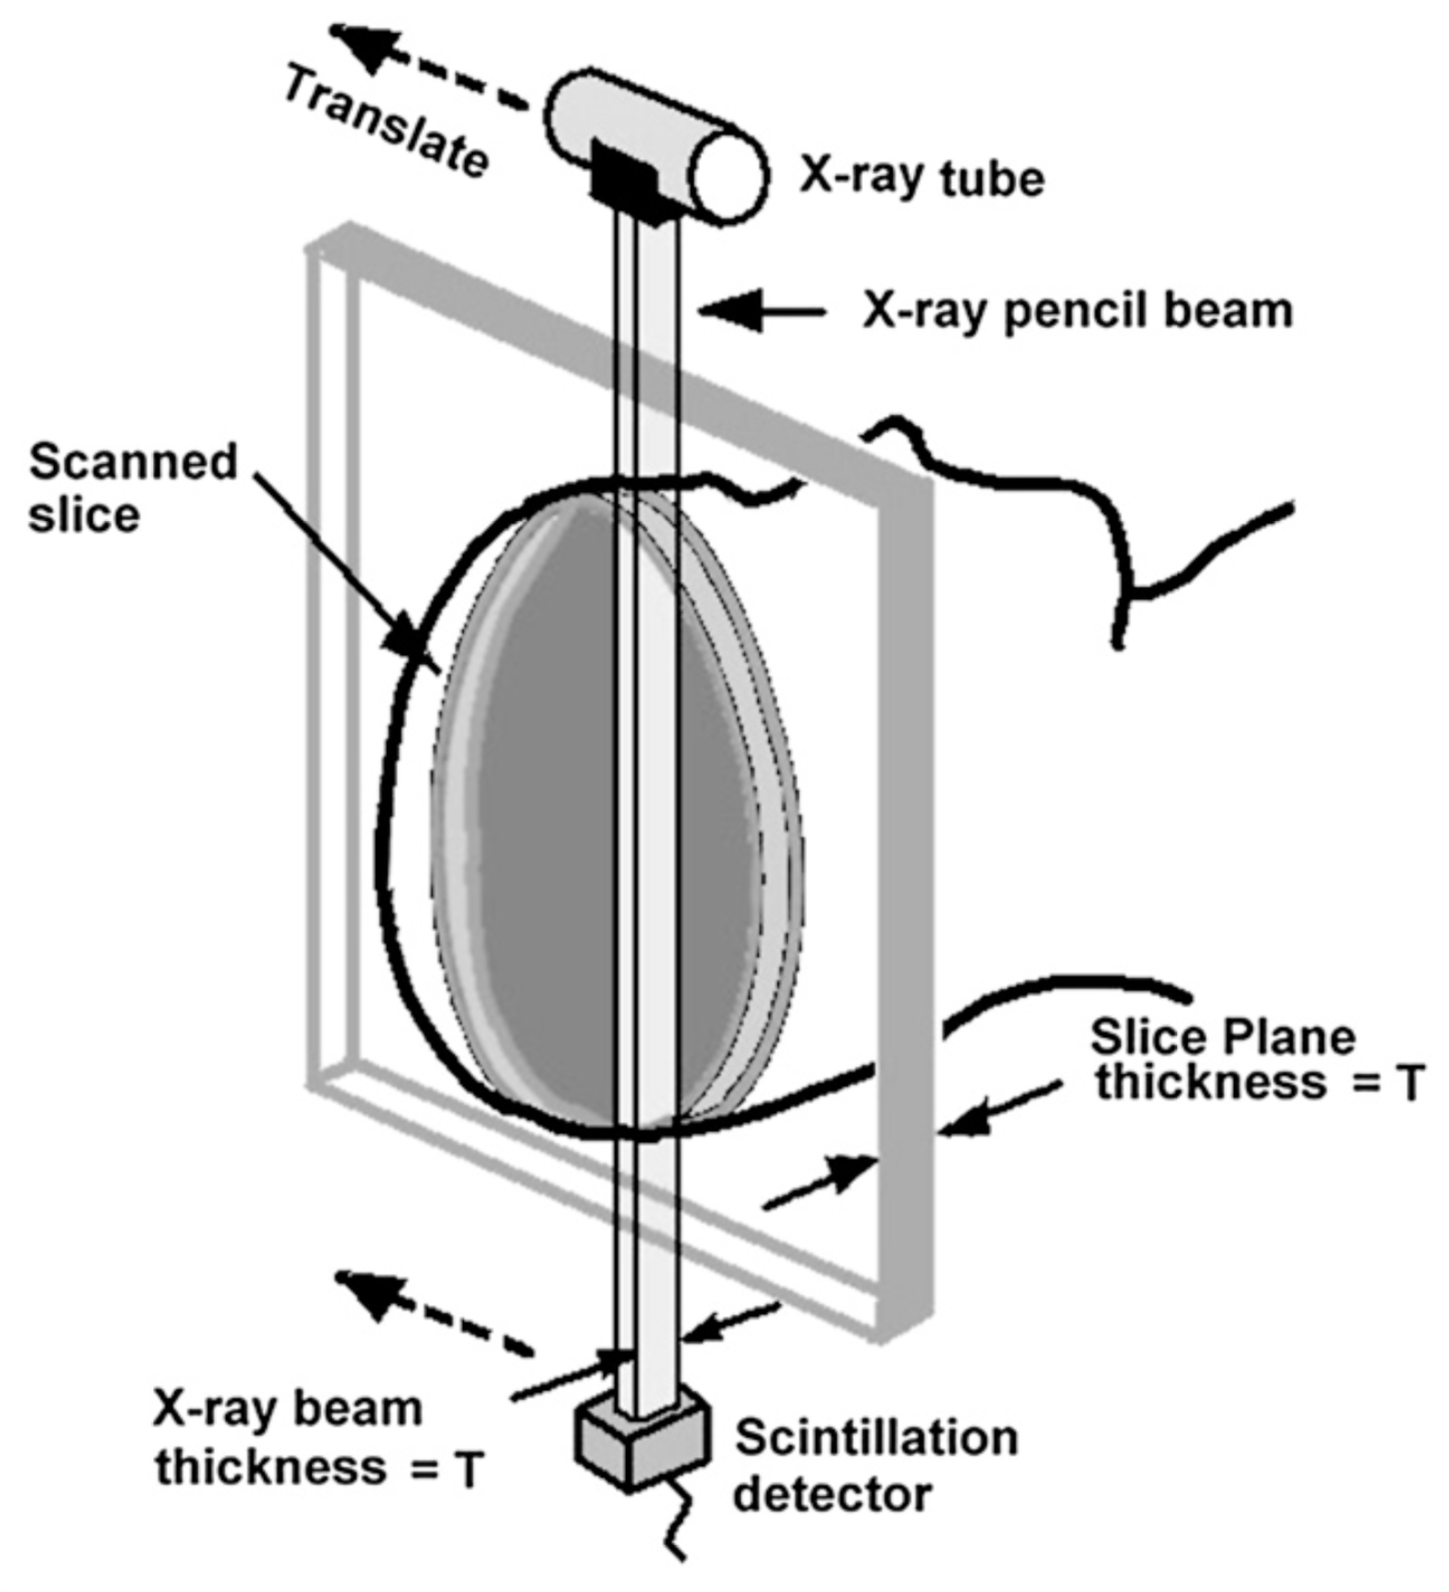 Translate
X-ray tube
X-ray pencil beam
Scanned
slice
Slice Plane
thickness = T
X-ray beam
thickness = T
Scintillation
detector